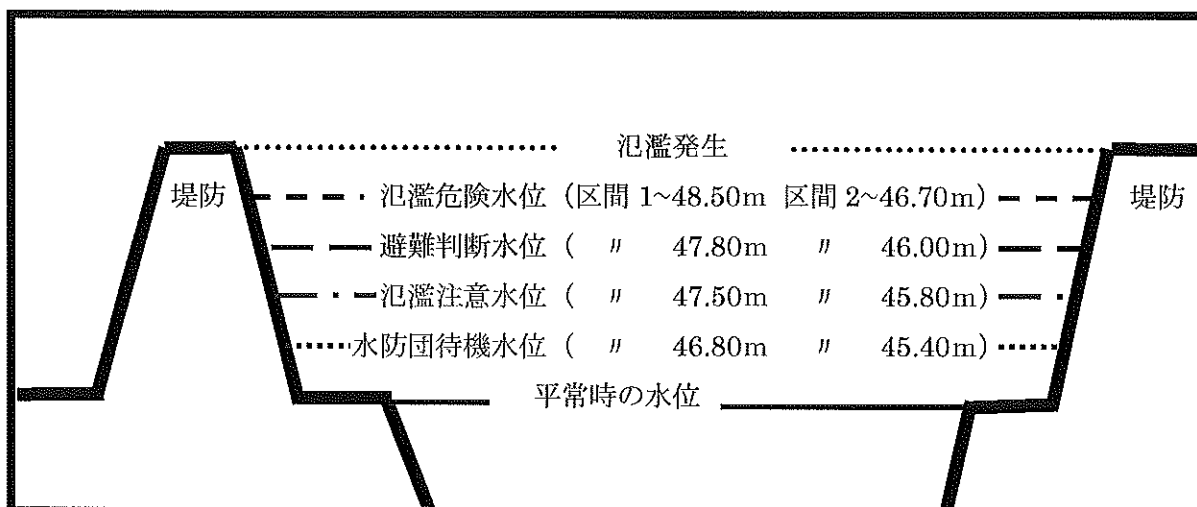 氾濫発生
堤防 氾濫危険水位（区間 1~48.50m 区間 2~46.70m） 堤防
避難判断水位（ 〃 47.80m 〃 46.00m）
氾濫注意水位（ 〃 47.50m 〃 45.80m）
水防団待機水位（ 〃 46.80m 〃 45.40m）
平常時の水位